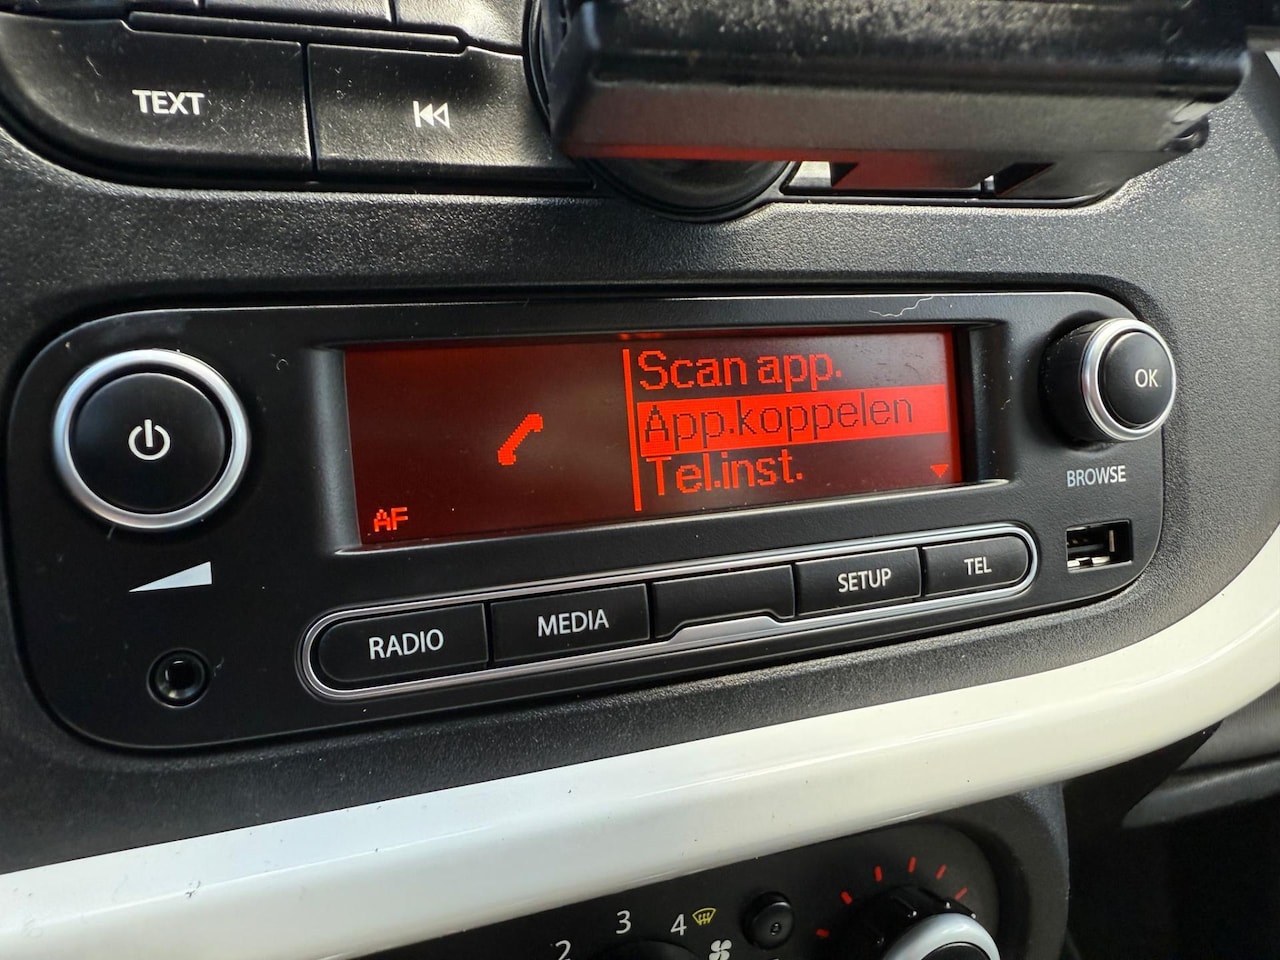 TEXT
Scan app.
App.koppelen
Tel.inst.
AF
OK
BROWSE
RADIO
MEDIA
SETUP
TEL
2
3
4